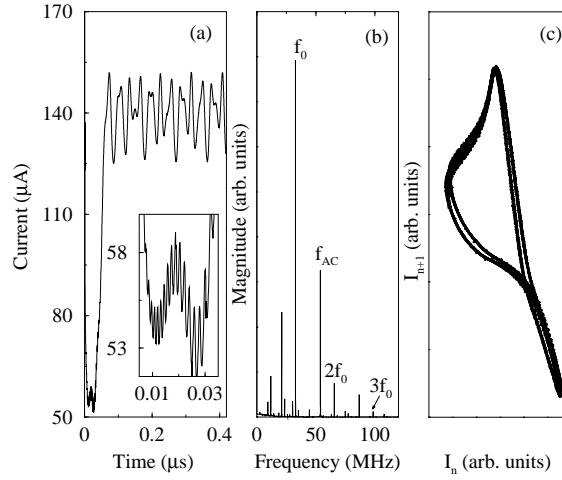 (a)
170
140
110
80
50
Current (μA)
58
53
0.01 0.03
0 0.2 0.4
Time (μs)
(b)
f0
fAC
2f0
3f0
Magnitude (arb. units)
0 50 100
Frequency (MHz)
(c)
In+1 (arb. units)
In (arb. units)